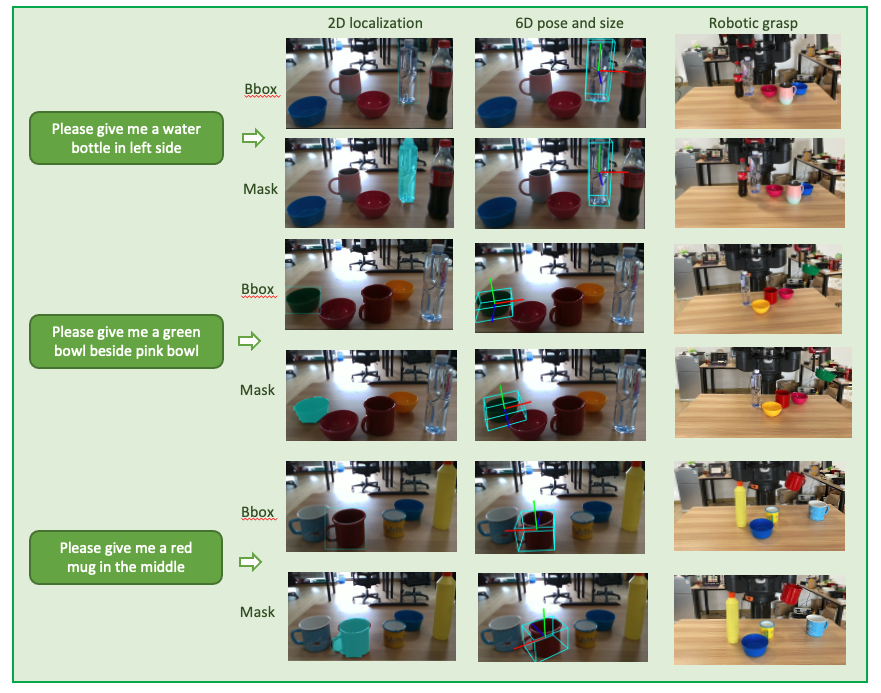 2D localization
6D pose and size
Robotic grasp
Bbox
Please give me a water
bottle in left side
Mask
Bbox
Please give me a green
bowl beside pink bowl
Mask
Bbox
Please give me a red
mug in the middle
Mask